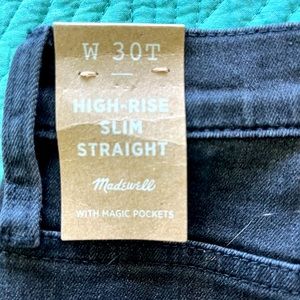 W 30T
HIGH-RISE
SLIM
STRAIGHT
Madewell
WITH MAGIC POCKETS